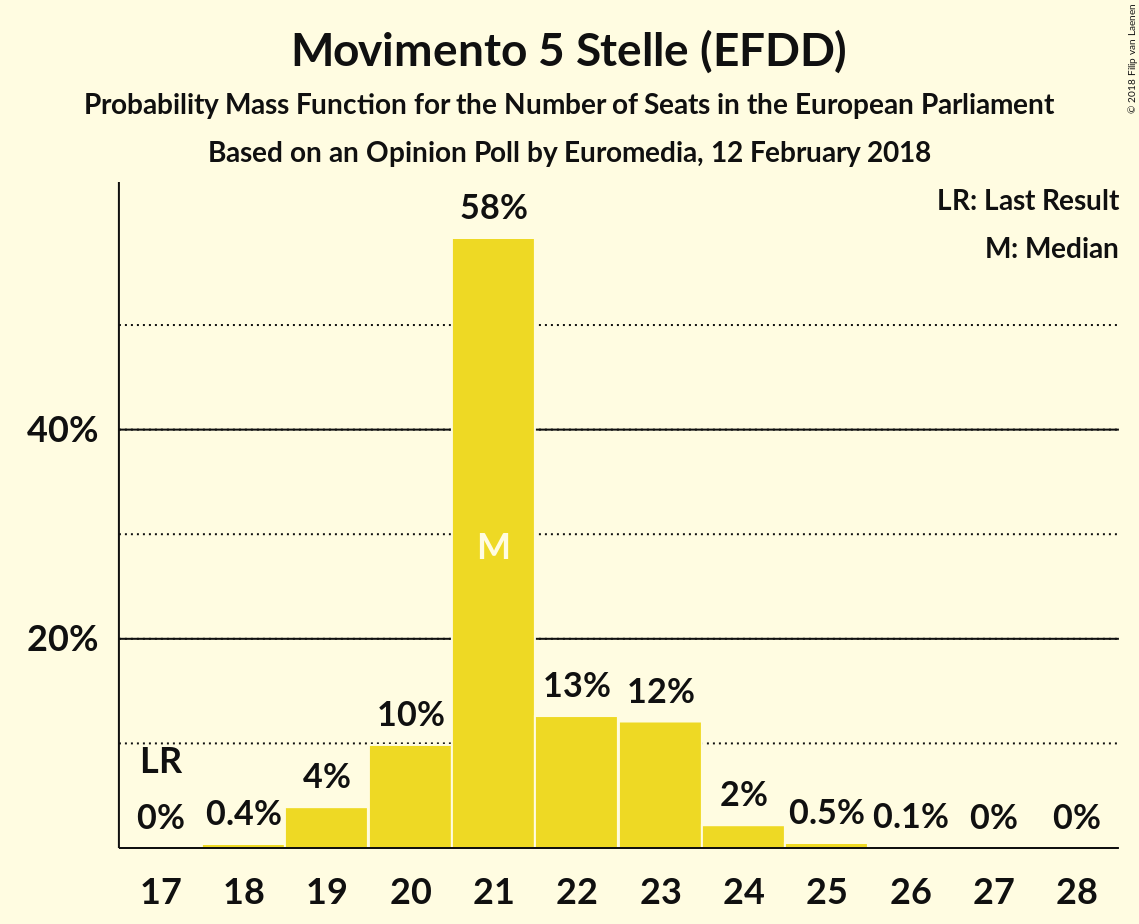 Movimento 5 Stelle (EFDD)
Probability Mass Function for the Number of Seats in the European Parliament
Based on an Opinion Poll by Euromedia, 12 February 2018
© 2018 Filip van Laenen
LR: Last Result
M: Median
58%
40%
M
20%
13%
12%
10%
LR
4%
2%
0%
0.4%
0.5%
0.1%
0%
0%
17 18 19 20 21 22 23 24 25 26 27 28